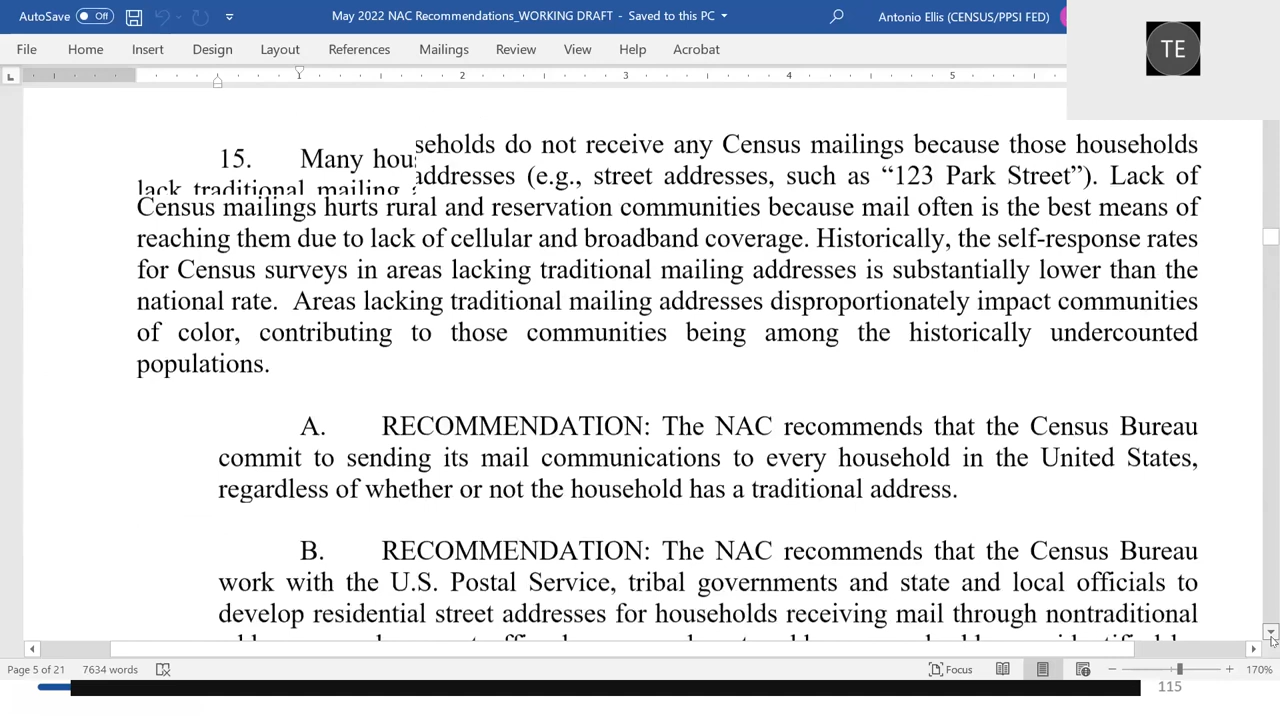 AutoSave Off May 2022 NAC Recommendations_WORKING DRAFT - Saved to this PC Antonio Ellis (CENSUS/PPSI FED)
TE
File Home Insert Design Layout References Mailings Review View Help Acrobat
1 2 3 4 5
15. Many households do not receive any Census mailings because those households
lack traditional mailing addresses (e.g., street addresses, such as “123 Park Street”). Lack of
Census mailings hurts rural and reservation communities because mail often is the best means of
reaching them due to lack of cellular and broadband coverage. Historically, the self-response rates
for Census surveys in areas lacking traditional mailing addresses is substantially lower than the
national rate. Areas lacking traditional mailing addresses disproportionately impact communities
of color, contributing to those communities being among the historically undercounted
populations.
A. RECOMMENDATION: The NAC recommends that the Census Bureau
commit to sending its mail communications to every household in the United States,
regardless of whether or not the household has a traditional address.
B. RECOMMENDATION: The NAC recommends that the Census Bureau
work with the U.S. Postal Service, tribal governments and state and local officials to
develop residential street addresses for households receiving mail through nontraditional
Page 5 of 21 7634 words Focus 170%
115